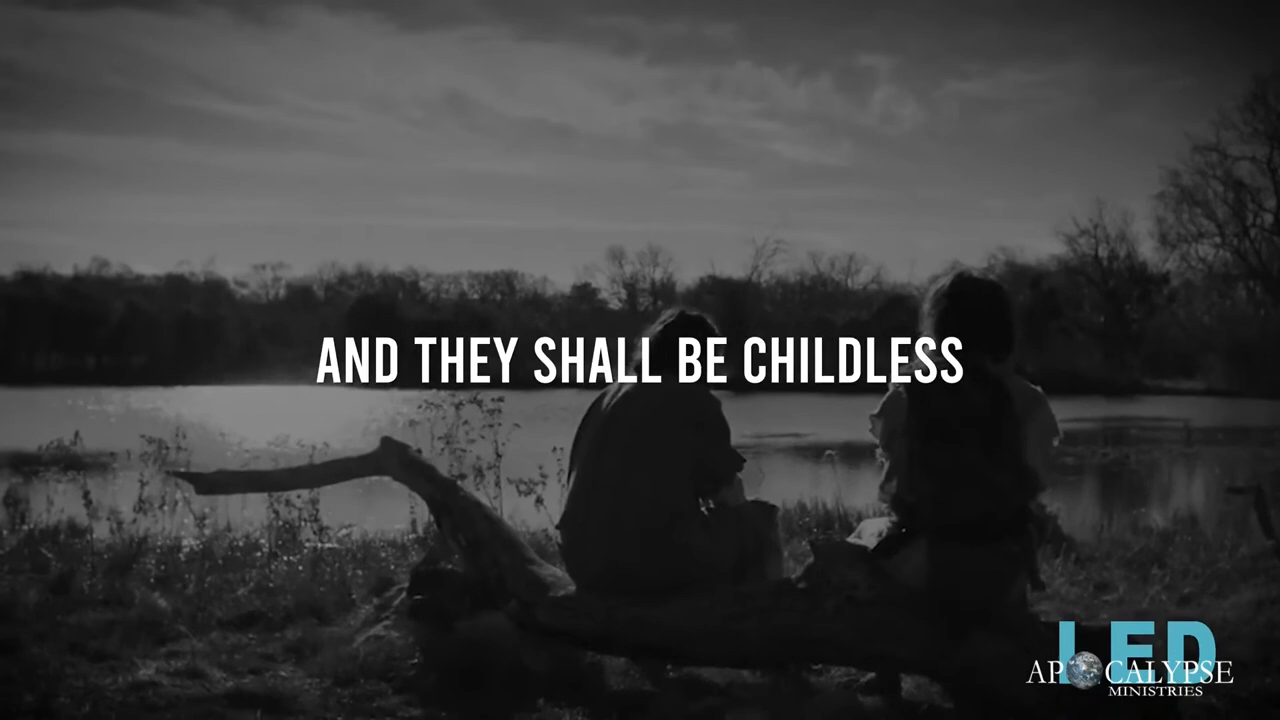 AND THEY SHALL BE CHILDLESS
LED
APOCALYPSE
MINISTRIES